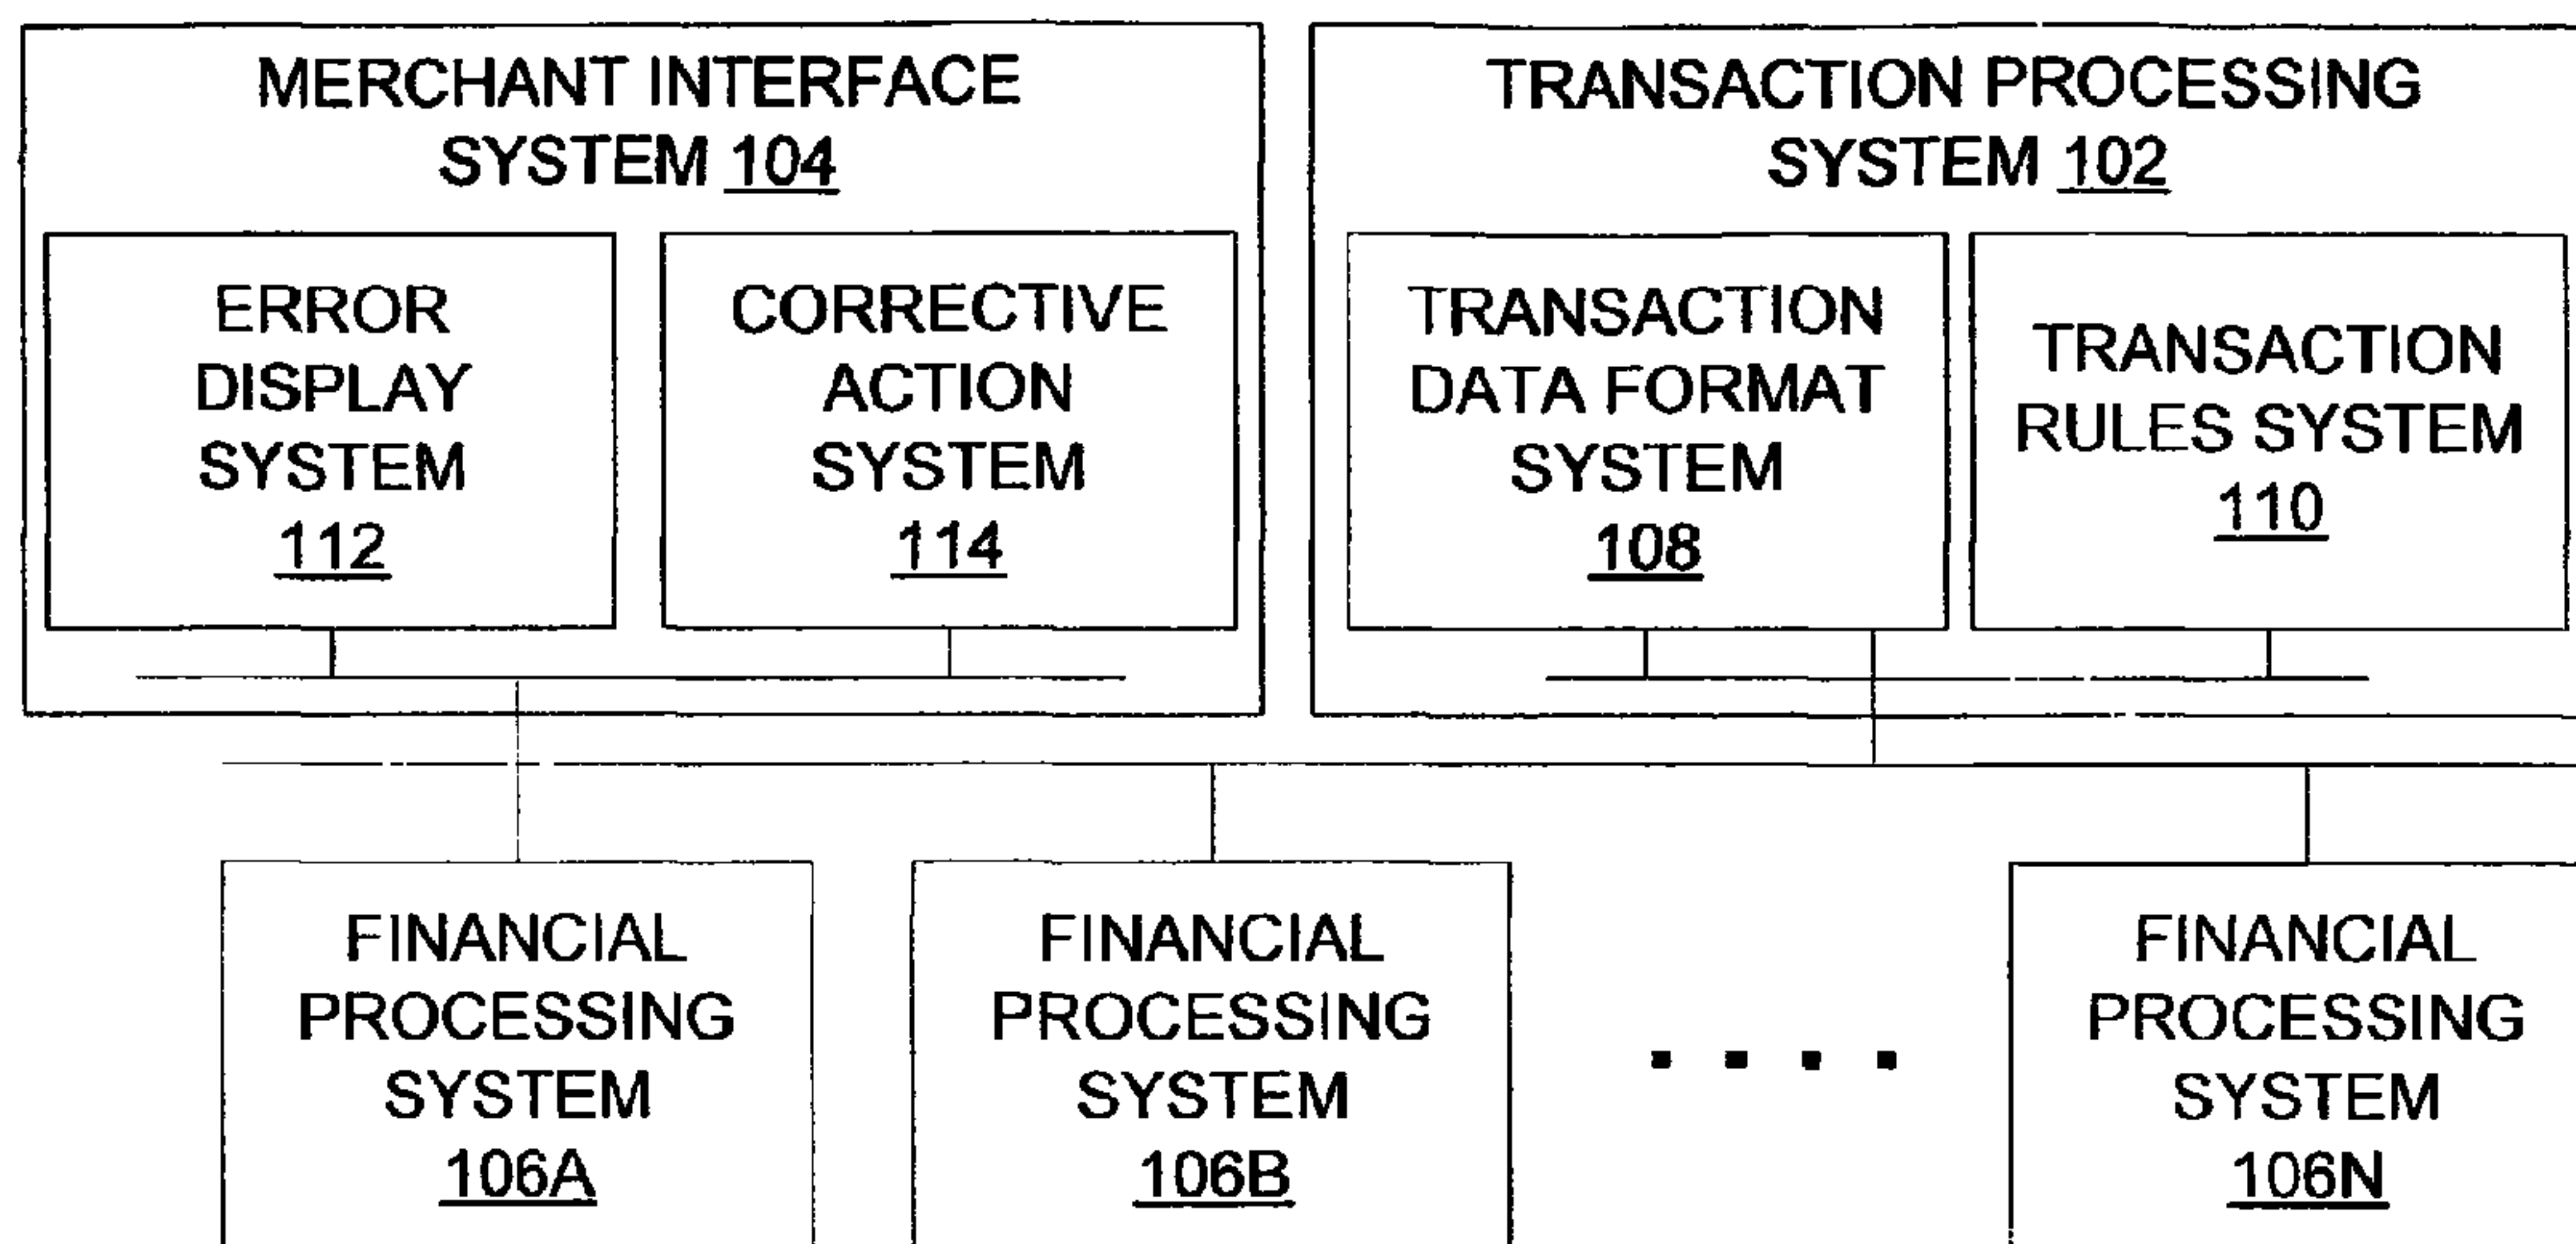 MERCHANT INTERFACE
SYSTEM 104
ERROR
DISPLAY
SYSTEM
112
CORRECTIVE
ACTION
SYSTEM
114
TRANSACTION PROCESSING
SYSTEM 102
TRANSACTION
DATA FORMAT
SYSTEM
108
TRANSACTION
RULES SYSTEM
110
FINANCIAL
PROCESSING
SYSTEM
106A
FINANCIAL
PROCESSING
SYSTEM
106B
FINANCIAL
PROCESSING
SYSTEM
106N